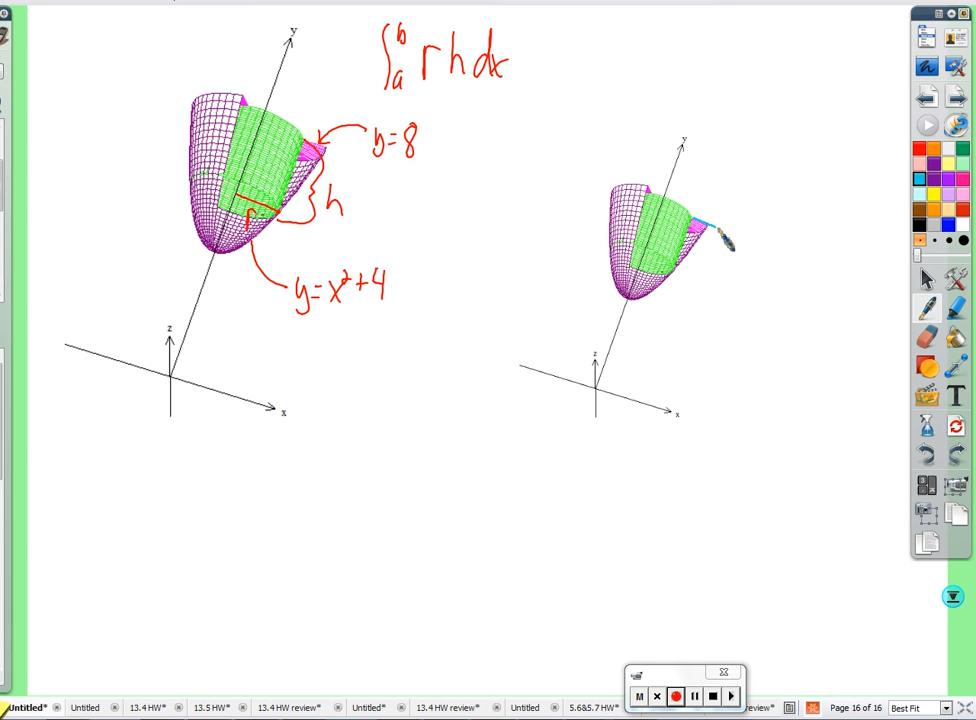 y
∫ b a r h dx
y=8
h
r
y=x²+4
z
x
y
z
x
M
Untitled*
Untitled
13.4 HW*
13.5 HW*
13.4 HW review*
Untitled*
13.4 HW review*
Untitled
5.6&5.7 HW*
review*
Page 16 of 16
Best Fit